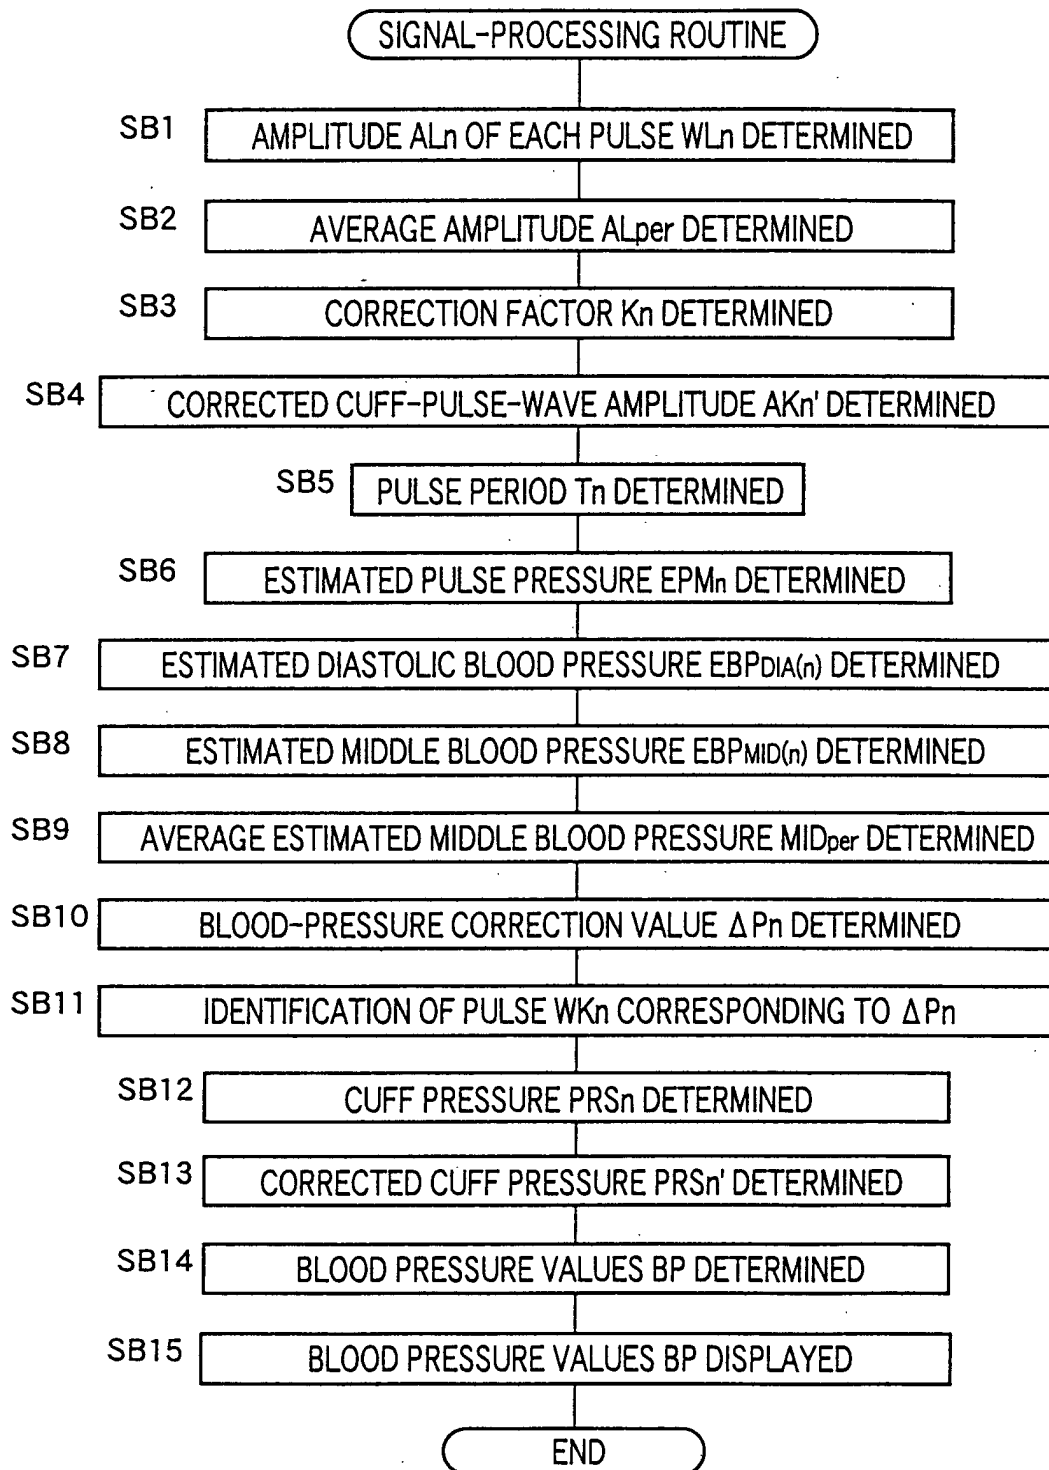 SIGNAL-PROCESSING ROUTINE
SB1 AMPLITUDE ALn OF EACH PULSE WLn DETERMINED
SB2 AVERAGE AMPLITUDE ALper DETERMINED
SB3 CORRECTION FACTOR Kn DETERMINED
SB4 CORRECTED CUFF-PULSE-WAVE AMPLITUDE AKn' DETERMINED
SB5 PULSE PERIOD Tn DETERMINED
SB6 ESTIMATED PULSE PRESSURE EPMn DETERMINED
SB7 ESTIMATED DIASTOLIC BLOOD PRESSURE EBPDIA(n) DETERMINED
SB8 ESTIMATED MIDDLE BLOOD PRESSURE EBPMID(n) DETERMINED
SB9 AVERAGE ESTIMATED MIDDLE BLOOD PRESSURE MIDper DETERMINED
SB10 BLOOD-PRESSURE CORRECTION VALUE ΔPn DETERMINED
SB11 IDENTIFICATION OF PULSE WKn CORRESPONDING TO ΔPn
SB12 CUFF PRESSURE PRSn DETERMINED
SB13 CORRECTED CUFF PRESSURE PRSn' DETERMINED
SB14 BLOOD PRESSURE VALUES BP DETERMINED
SB15 BLOOD PRESSURE VALUES BP DISPLAYED
END